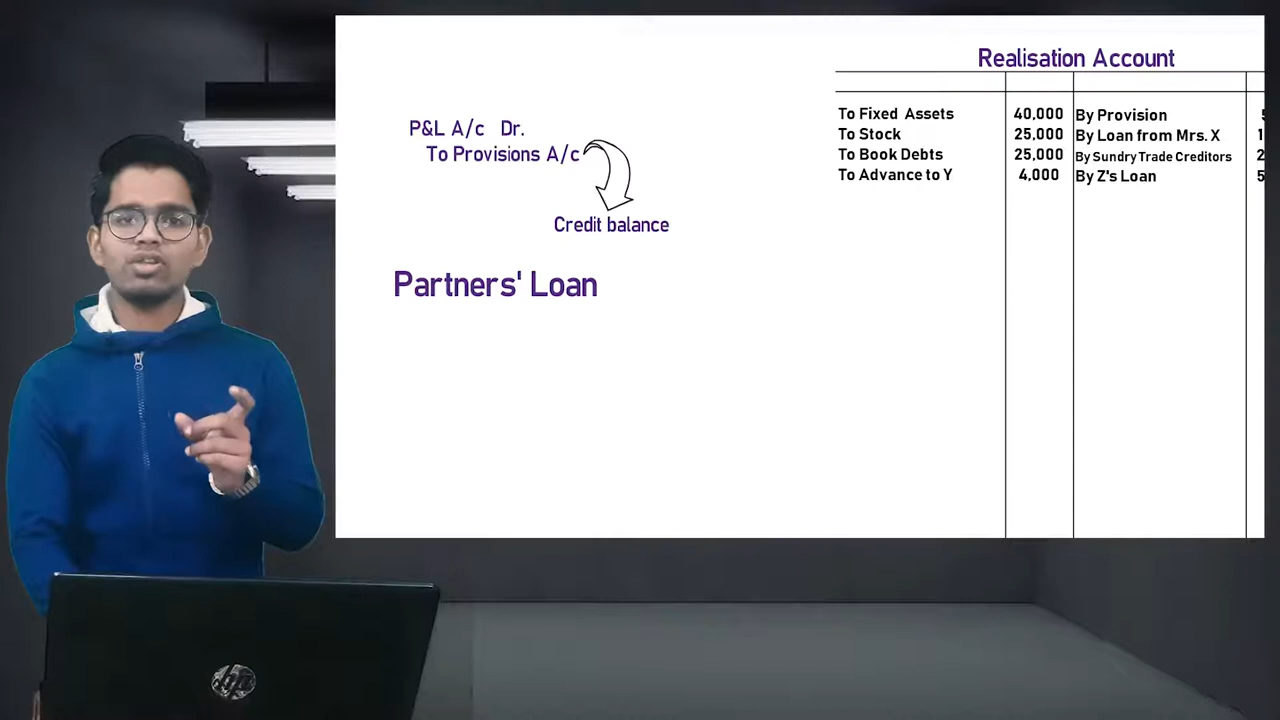 P&L A/c Dr.
To Provisions A/c
Credit balance
Partners' Loan
Realisation Account
To Fixed Assets 40,000 By Provision
To Stock 25,000 By Loan from Mrs. X
To Book Debts 25,000 By Sundry Trade Creditors
To Advance to Y 4,000 By Z's Loan
hp